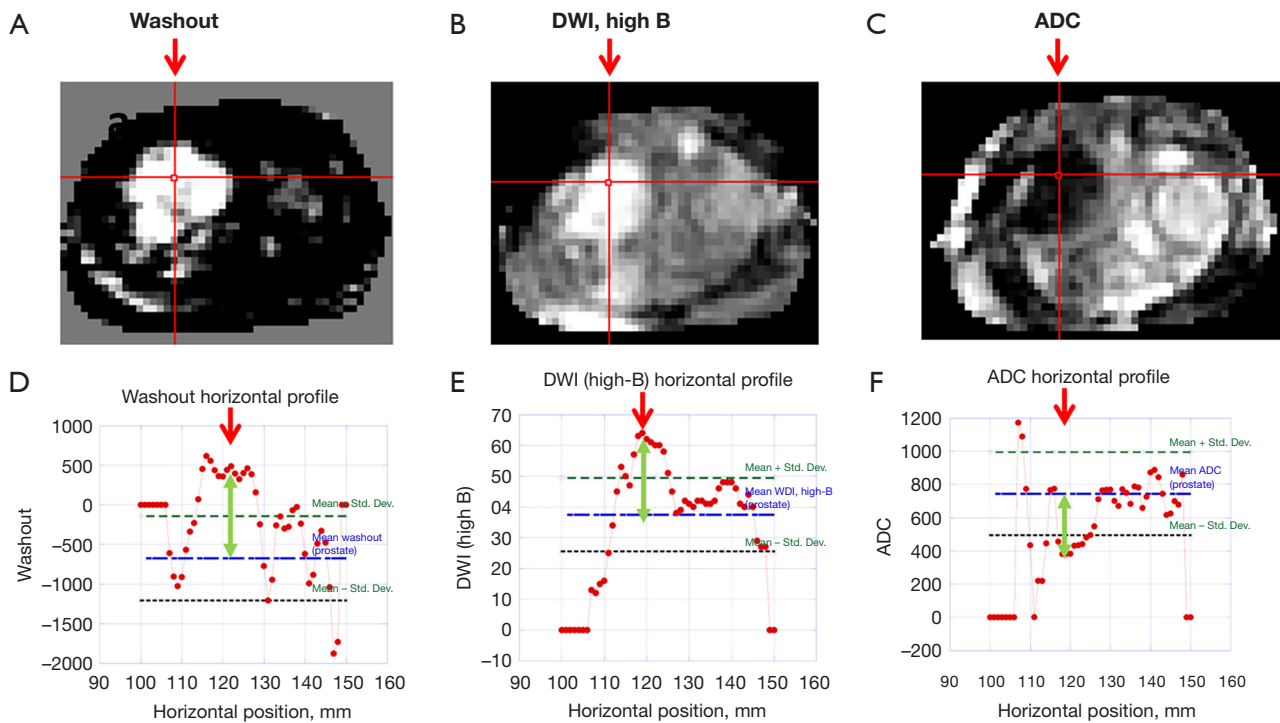 A
Washout
B
DWI, high B
C
ADC
a
D
Washout horizontal profile
Washout
1000
500
0
−500
−1000
−1500
−2000
Mean + Std. Dev.
Mean washout
(prostate)
Mean − Std. Dev.
90 100 110 120 130 140 150 160
Horizontal position, mm
E
DWI (high-B) horizontal profile
DWI (high B)
70
60
50
04
30
20
10
0
−10
Mean + Std. Dev.
Mean WDI, high-B
(prostate)
Mean − Std. Dev.
90 100 110 120 130 140 150 160
Horizontal position, mm
F
ADC horizontal profile
ADC
1200
1000
800
600
400
200
0
−200
Mean + Std. Dev.
Mean ADC
(prostate)
Mean − Std. Dev.
90 100 110 120 130 140 150 160
Horizontal position, mm